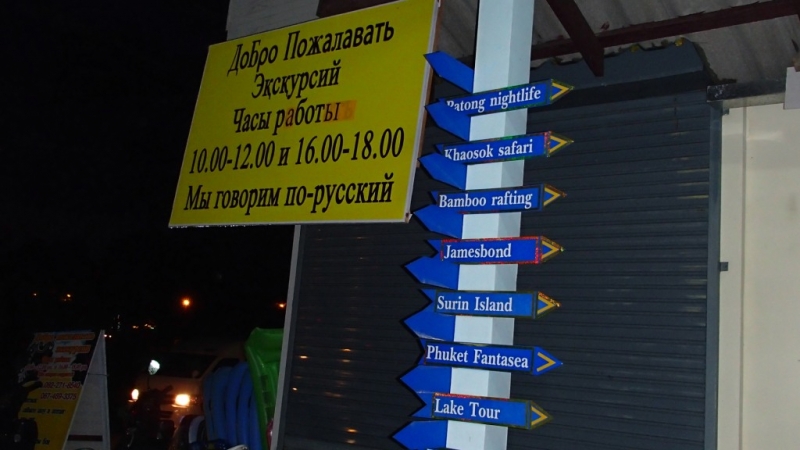 ДоБро Пожалавать
Экскурсий
Часы работы
10.00-12.00 и 16.00-18.00
Мы говорим по-русский
Patong nightlife
Khaosok safari
Bamboo rafting
Jamesbond
Surin Island
Phuket Fantasea
Lake Tour